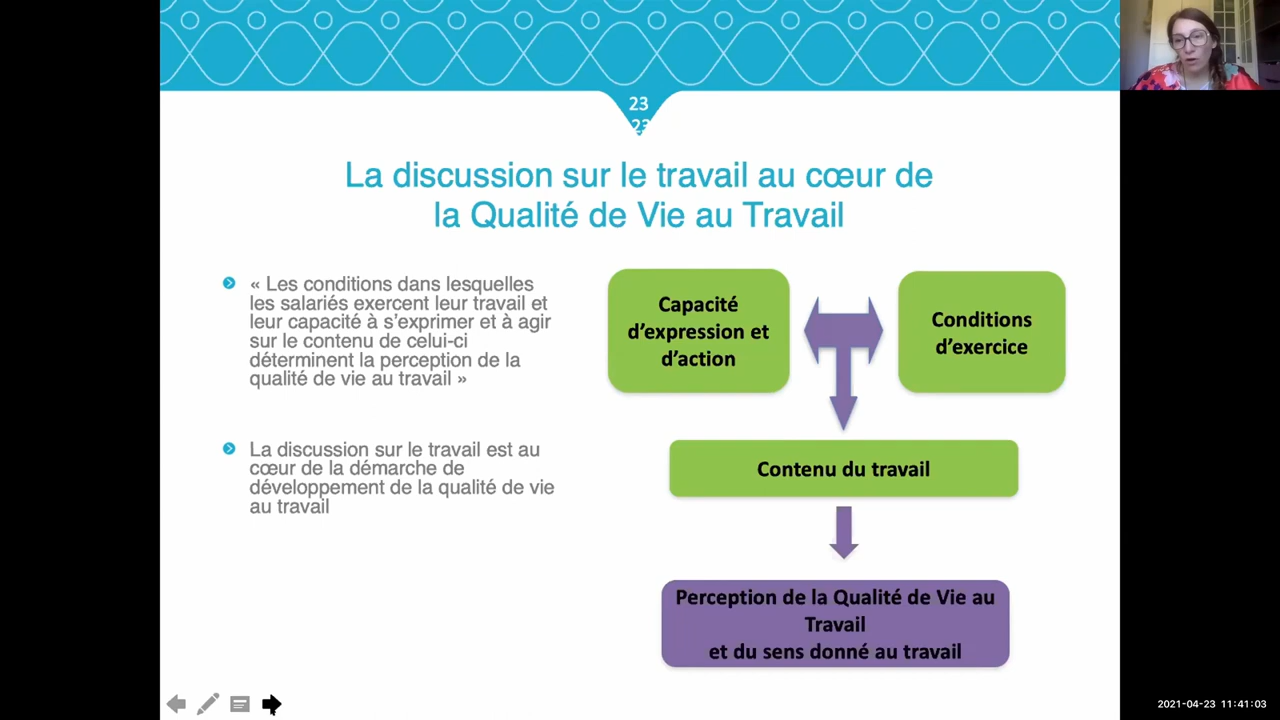 23
23
La discussion sur le travail au cœur de
la Qualité de Vie au Travail
« Les conditions dans lesquelles
les salariés exercent leur travail et
leur capacité à s’exprimer et à agir
sur le contenu de celui-ci
déterminent la perception de la
qualité de vie au travail »
La discussion sur le travail est au
cœur de la démarche de
développement de la qualité de vie
au travail
Capacité
d’expression et
d’action
Conditions
d’exercice
Contenu du travail
Perception de la Qualité de Vie au
Travail
et du sens donné au travail
2021-04-23 11:41:03